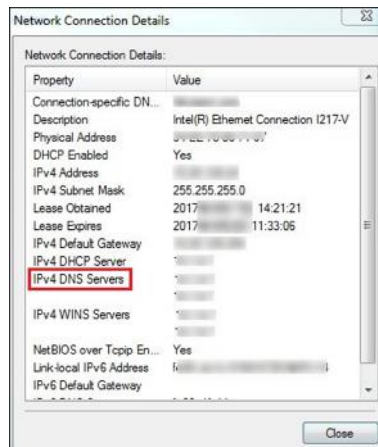 Network Connection Details
Network Connection Details:
Property Value
Connection-specific DN...
Description Intel(R) Ethernet Connection I217-V
Physical Address
DHCP Enabled Yes
IPv4 Address
IPv4 Subnet Mask 255.255.255.0
Lease Obtained 2017 14:21:21
Lease Expires 2017 11:33:06
IPv4 Default Gateway
IPv4 DHCP Server
IPv4 DNS Servers
IPv4 WINS Servers
NetBIOS over Tcpip En... Yes
Link-local IPv6 Address
IPv6 Default Gateway
Close